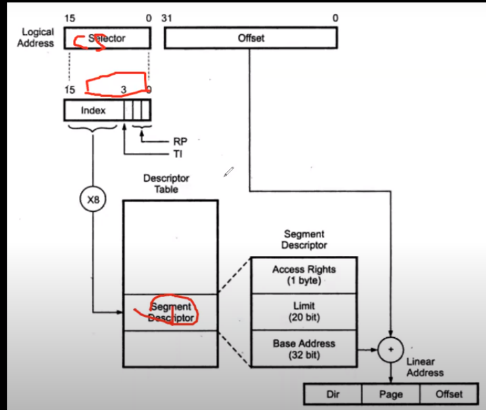 15 0 31 0
Logical Address
Selector
Offset
15 3 0
Index
RP
TI
X8
Descriptor
Table
Segment
Descriptor
Segment
Descriptor
Access Rights
(1 byte)
Limit
(20 bit)
Base Address
(32 bit)
+
Linear
Address
Dir Page Offset